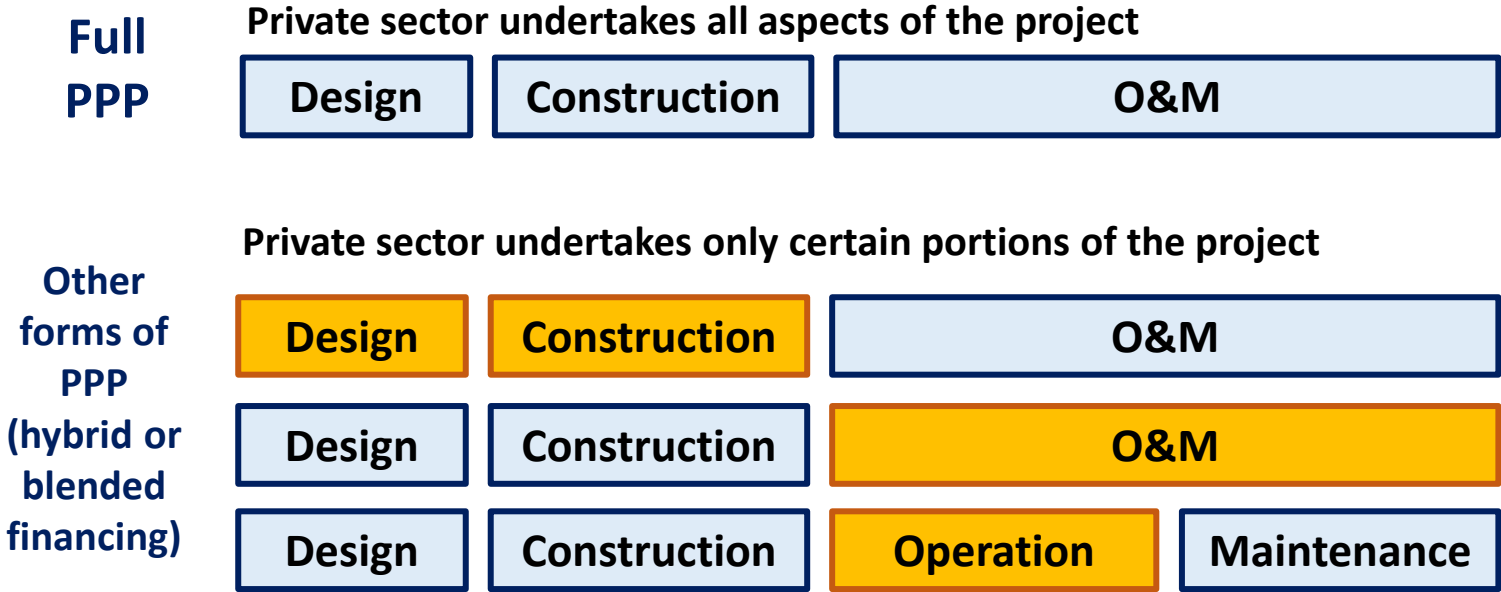 Full
PPP
Private sector undertakes all aspects of the project
Design
Construction
O&M
Other
forms of
PPP
(hybrid or
blended
financing)
Private sector undertakes only certain portions of the project
Design
Construction
O&M
Design
Construction
O&M
Design
Construction
Operation
Maintenance